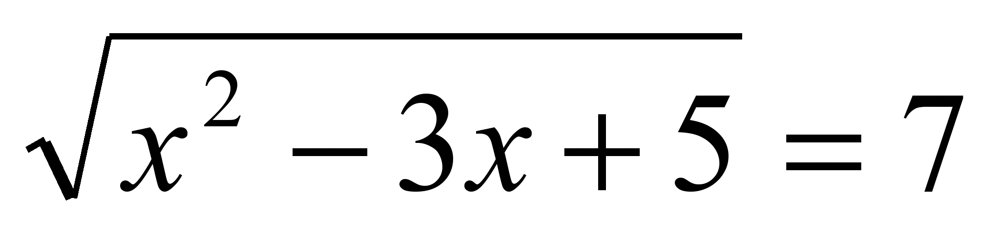 √(x² − 3x + 5) = 7